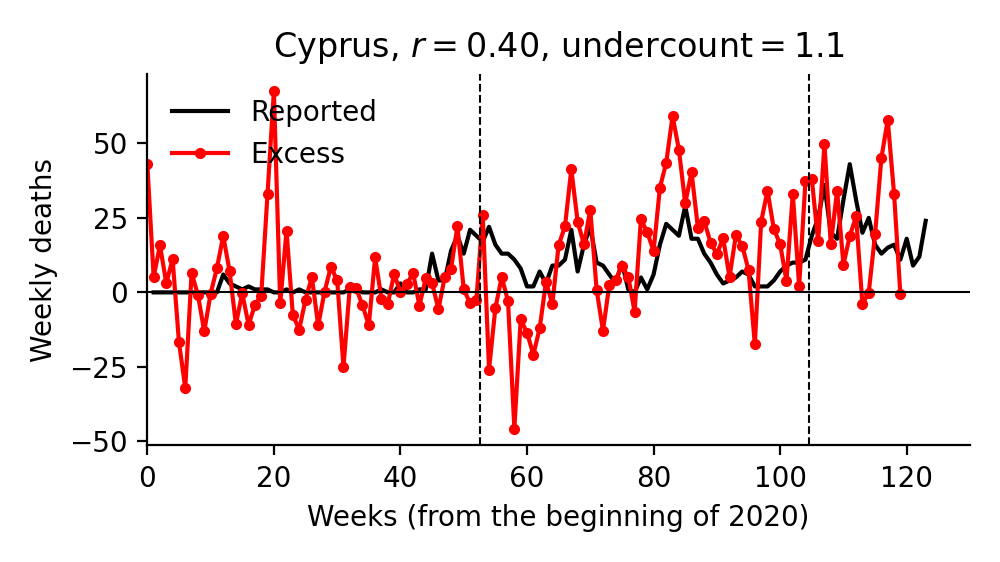 Cyprus, r = 0.40, undercount = 1.1
Reported
Excess
Weekly deaths
50
25
0
−25
−50
0 20 40 60 80 100 120
Weeks (from the beginning of 2020)